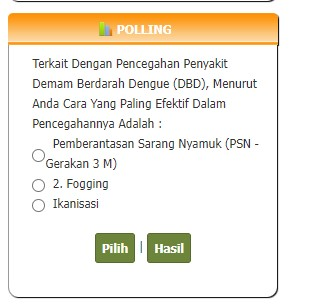 POLLING
Terkait Dengan Pencegahan Penyakit
Demam Berdarah Dengue (DBD), Menurut
Anda Cara Yang Paling Efektif Dalam
Pencegahannya Adalah :
Pemberantasan Sarang Nyamuk (PSN -
Gerakan 3 M)
2. Fogging
Ikanisasi
Pilih | Hasil